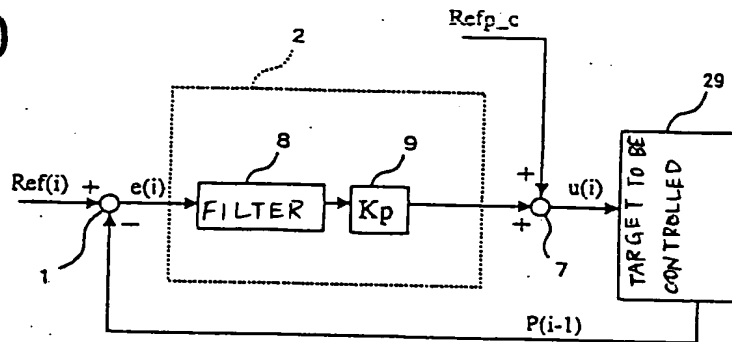 Refp_c
2
29
8
9
Ref(i)
+
e(i)
FILTER
Kp
+
+
u(i)
TARGET TO BE
CONTROLLED
−
1
7
P(i-1)